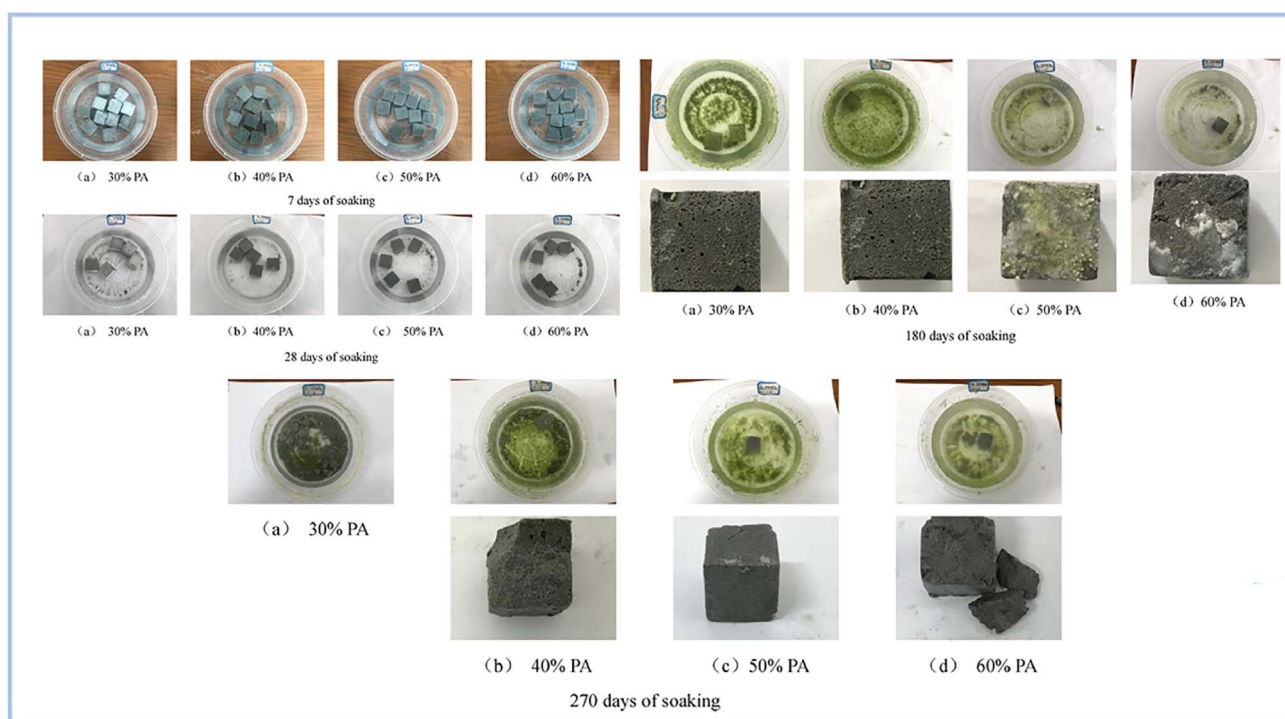 （a） 30% PA
（b）40% PA
（c）50% PA
（d）60% PA
7 days of soaking
（a） 30% PA
（b）40% PA
（c） 50% PA
（d）60% PA
28 days of soaking
（a）30% PA
（b）40% PA
（c）50% PA
（d）60% PA
180 days of soaking
（a） 30% PA
（b） 40% PA
（c）50% PA
（d） 60% PA
270 days of soaking